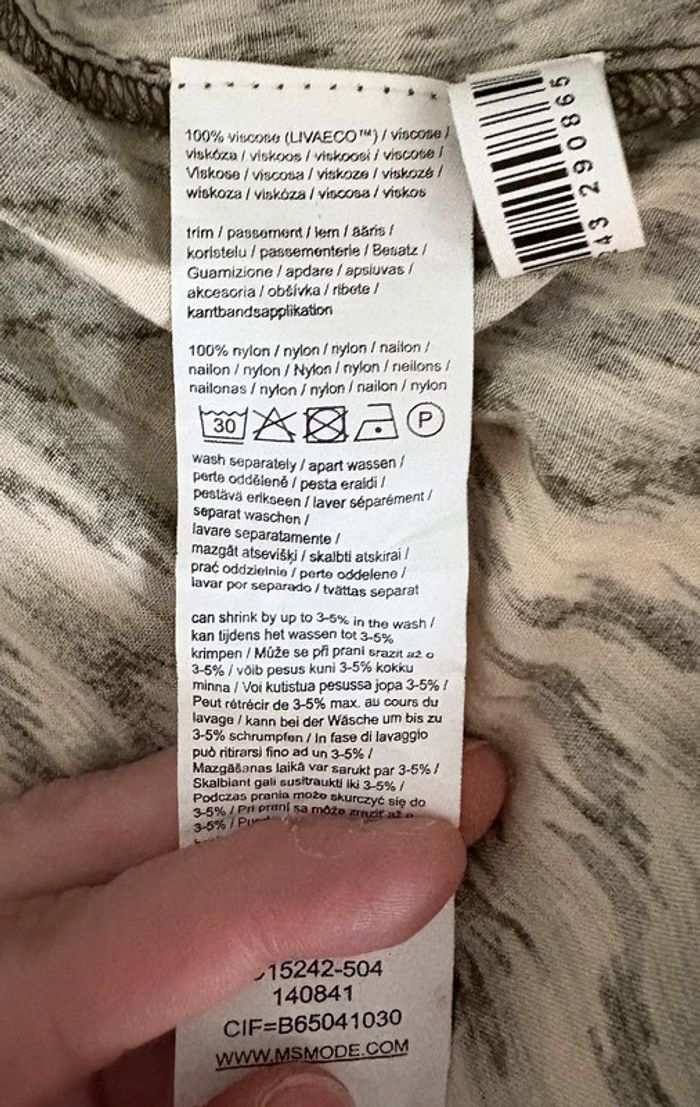 100% viscose (LIVAECO™) / viscose /
viskóza / viskoos / viskoosi / viscose /
Viskose / viscosa / viskoze / viskozė /
wiskoza / viskóza / viscosa / viskos
trim / passement / lem / ääris /
koristelu / passementerie / Besatz /
Guarnizione / apdare / apsiuvas /
akcesoria / obšívka / ribete /
kantbandsapplikation
100% nylon / nylon / nylon / nailon /
nailon / nylon / Nylon / nylon / neilons /
nailonas / nylon / nylon / nailon / nylon
30 P
wash separately / apart wassen /
perte odděleně / pesta eraldi /
pestävä erikseen / laver séparément /
separat waschen /
lavare separatamente /
mazgāt atsevišķi / skalbti atskirai /
prać oddzielnie / perte oddelene /
lavar por separado / tvättas separat
can shrink by up to 3-5% in the wash /
kan tijdens het wassen tot 3-5%
krimpen / Může se při praní srazit až o
3-5% / võib pesus kuni 3-5% kokku
minna / Voi kutistua pesussa jopa 3-5% /
Peut rétrécir de 3-5% max. au cours du
lavage / kann bei der Wäsche um bis zu
3-5% schrumpfen / In fase di lavaggio
può ritirarsi fino ad un 3-5% /
Mazgāšanas laikā var sarukt par 3-5% /
Skalbiant gali susitraukti iki 3-5% /
Podczas prania może skurczyć się do
3-5% / Pri praní sa môže zraziť až o
3-5% /
15242-504
140841
CIF=B65041030
WWW.MSMODE.COM
243 290865